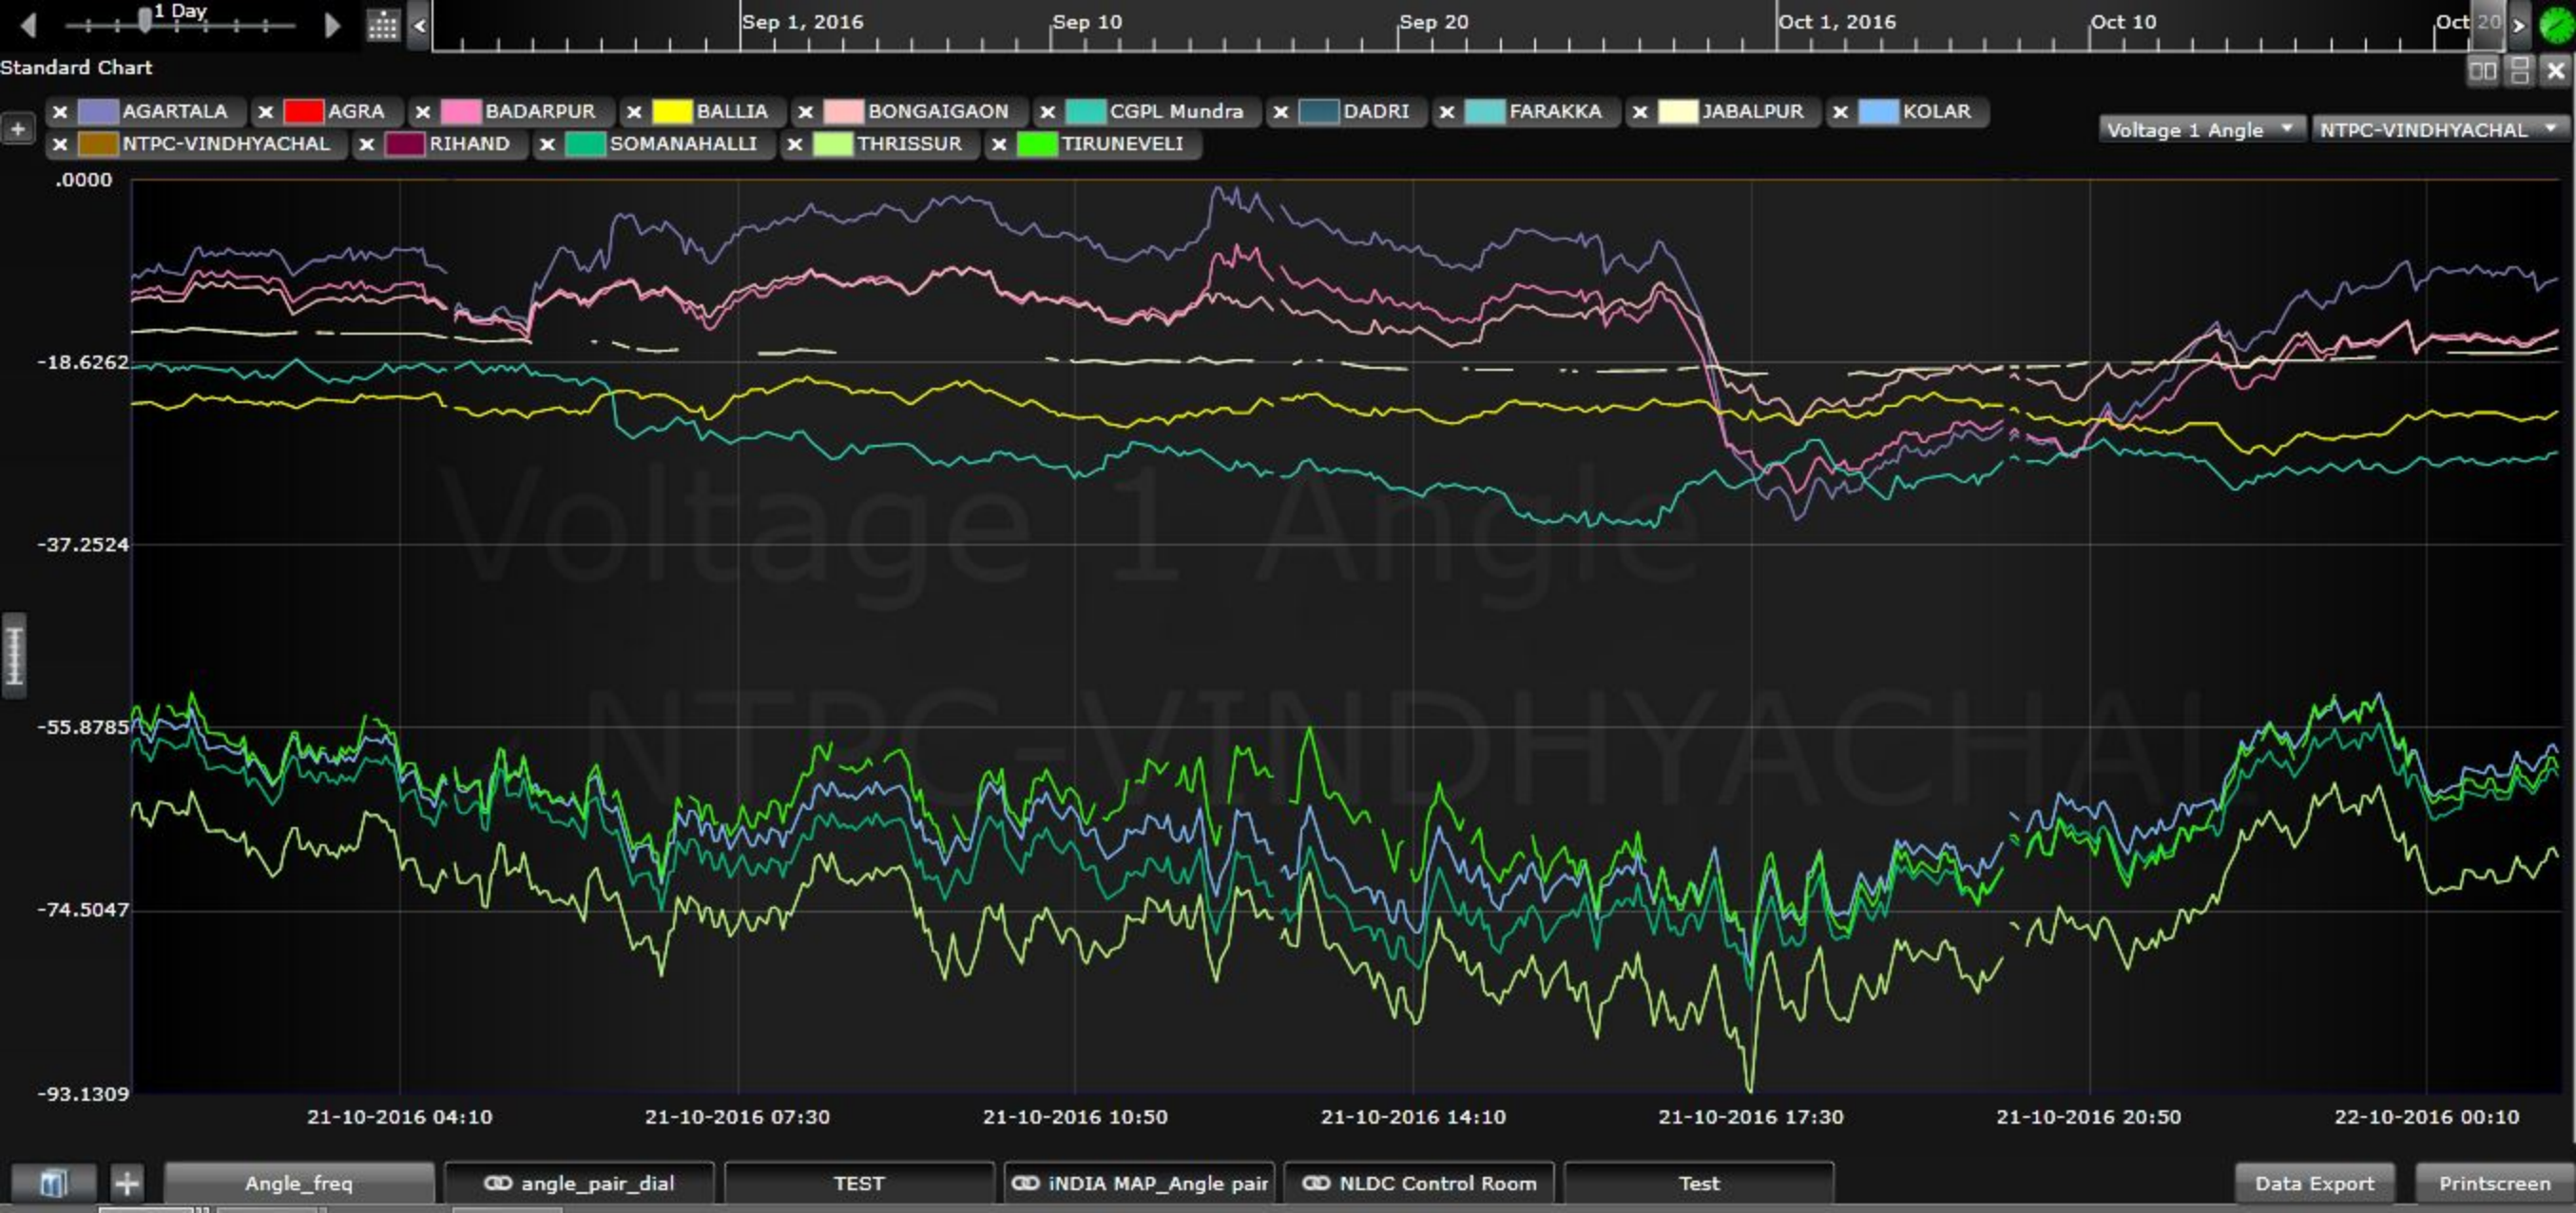 1 Day
Sep 1, 2016 Sep 10 Sep 20 Oct 1, 2016 Oct 10 Oct 20
Standard Chart
AGARTALA AGRA BADARPUR BALLIA BONGAIGAON CGPL Mundra DADRI FARAKKA JABALPUR KOLAR
NTPC-VINDHYACHAL RIHAND SOMANAHALLI THRISSUR TIRUNEVELI
Voltage 1 Angle NTPC-VINDHYACHAL
.0000
-18.6262
-37.2524
-55.8785
-74.5047
-93.1309
Voltage 1 Angle
NTPC-VINDHYACHAL
21-10-2016 04:10 21-10-2016 07:30 21-10-2016 10:50 21-10-2016 14:10 21-10-2016 17:30 21-10-2016 20:50 22-10-2016 00:10
Angle_freq angle_pair_dial TEST iNDIA MAP_Angle pair NLDC Control Room Test Data Export Printscreen